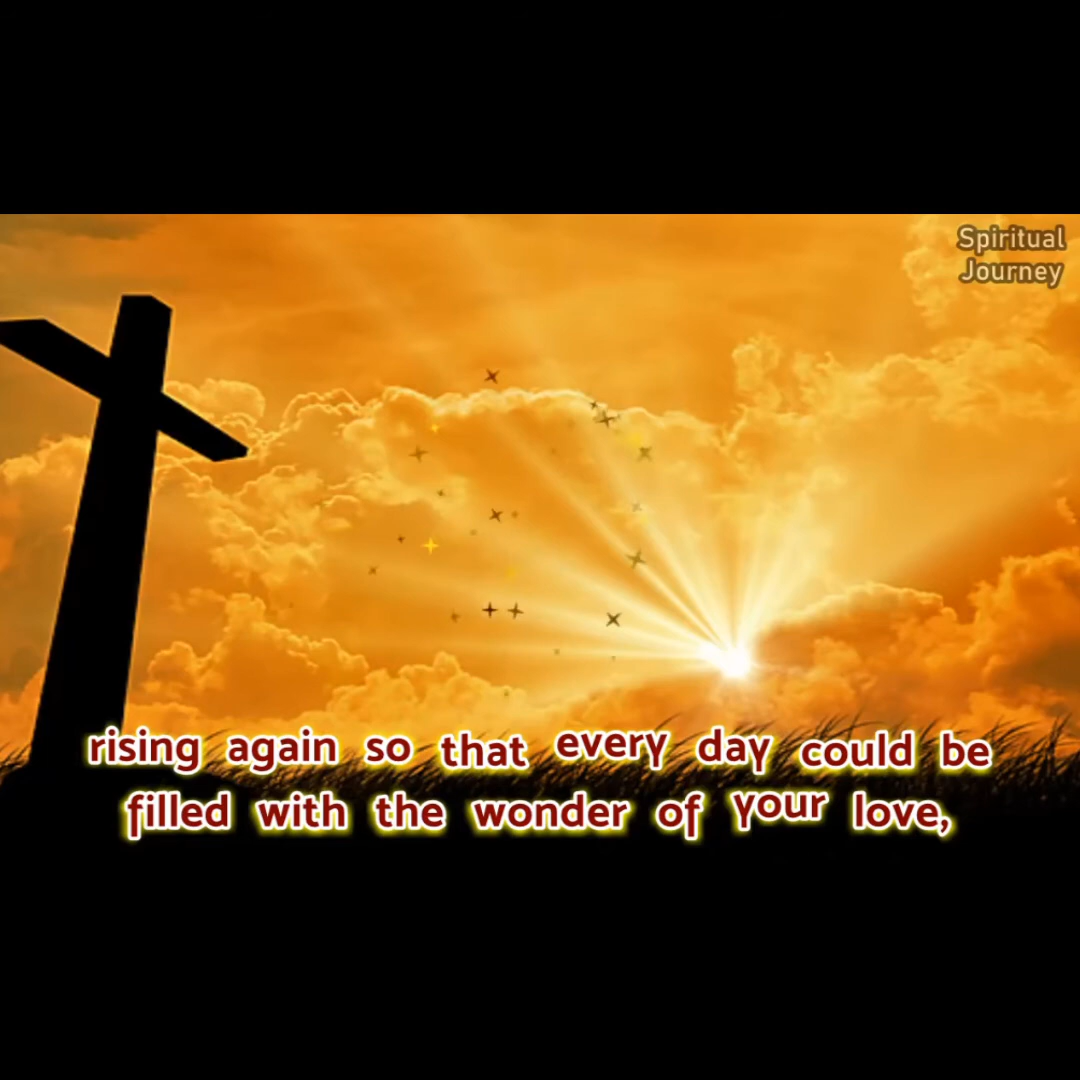 Spiritual
Journey
rising again so that every day could be
filled with the wonder of your love,